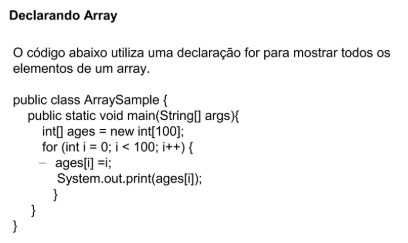 Declarando Array
O código abaixo utiliza uma declaração for para mostrar todos os
elementos de um array.
public class ArraySample {
public static void main(String[] args){
int[] ages = new int[100];
for (int i = 0; i < 100; i++) {
– ages[i] =i;
System.out.print(ages[i]);
}
}
}